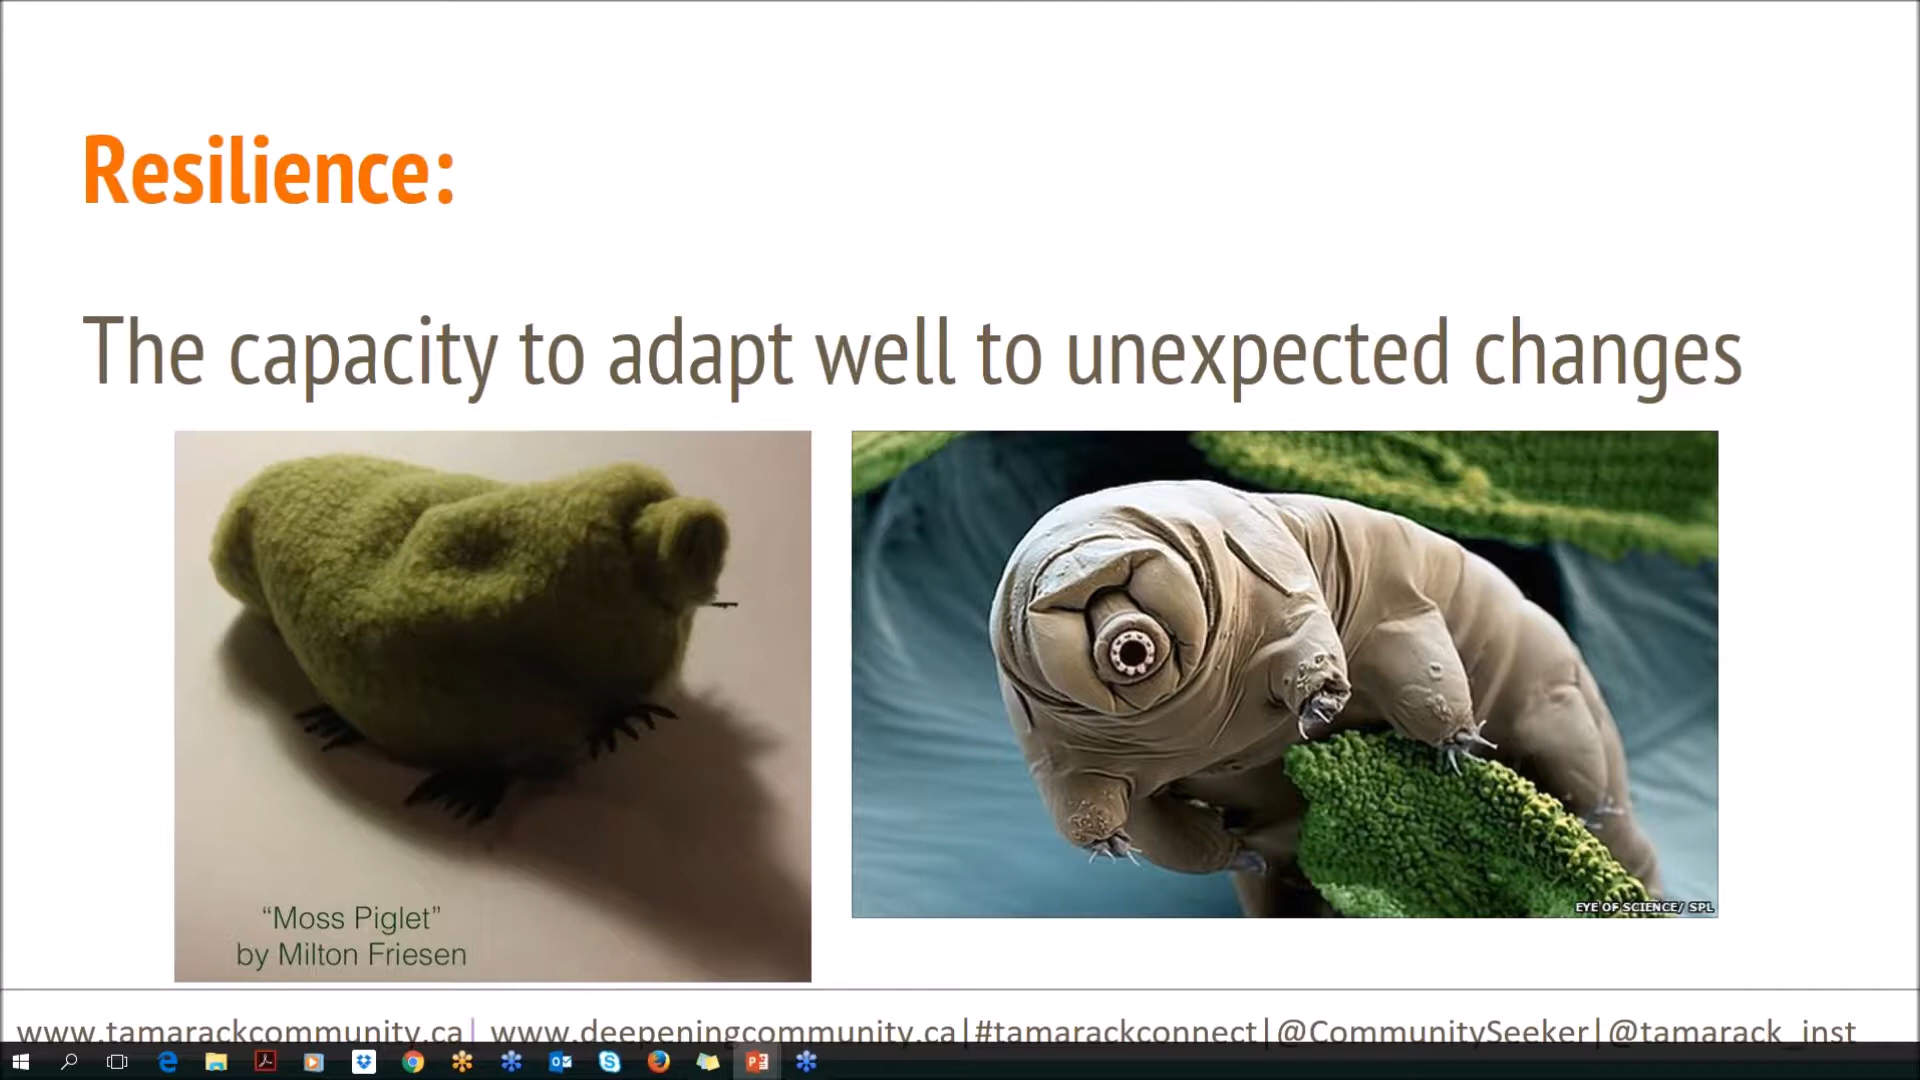 Resilience:
The capacity to adapt well to unexpected changes
“Moss Piglet”
by Milton Friesen
EYE OF SCIENCE/ SPL
www.tamarackcommunity.ca| www.deepeningcommunity.ca|#tamarackconnect|@CommunitySeeker|@tamarack_inst